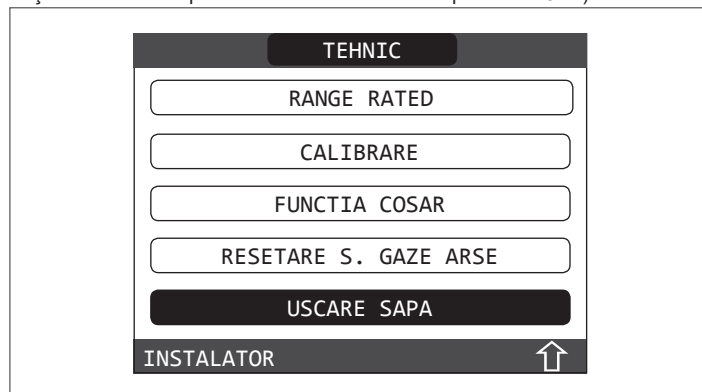 TEHNIC
RANGE RATED
CALIBRARE
FUNCTIA COSAR
RESETARE S. GAZE ARSE
USCARE SAPA
INSTALATOR